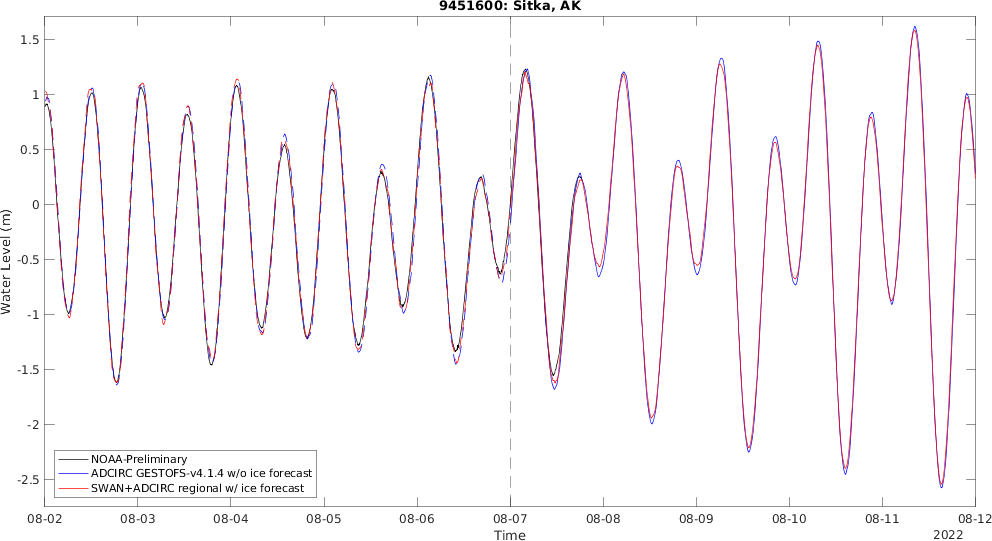 9451600: Sitka, AK
Water Level (m)
1.5
1
0.5
0
-0.5
-1
-1.5
-2
-2.5
NOAA-Preliminary
ADCIRC GESTOFS-v4.1.4 w/o ice forecast
SWAN+ADCIRC regional w/ ice forecast
08-02 08-03 08-04 08-05 08-06 08-07 08-08 08-09 08-10 08-11 08-12
Time
2022